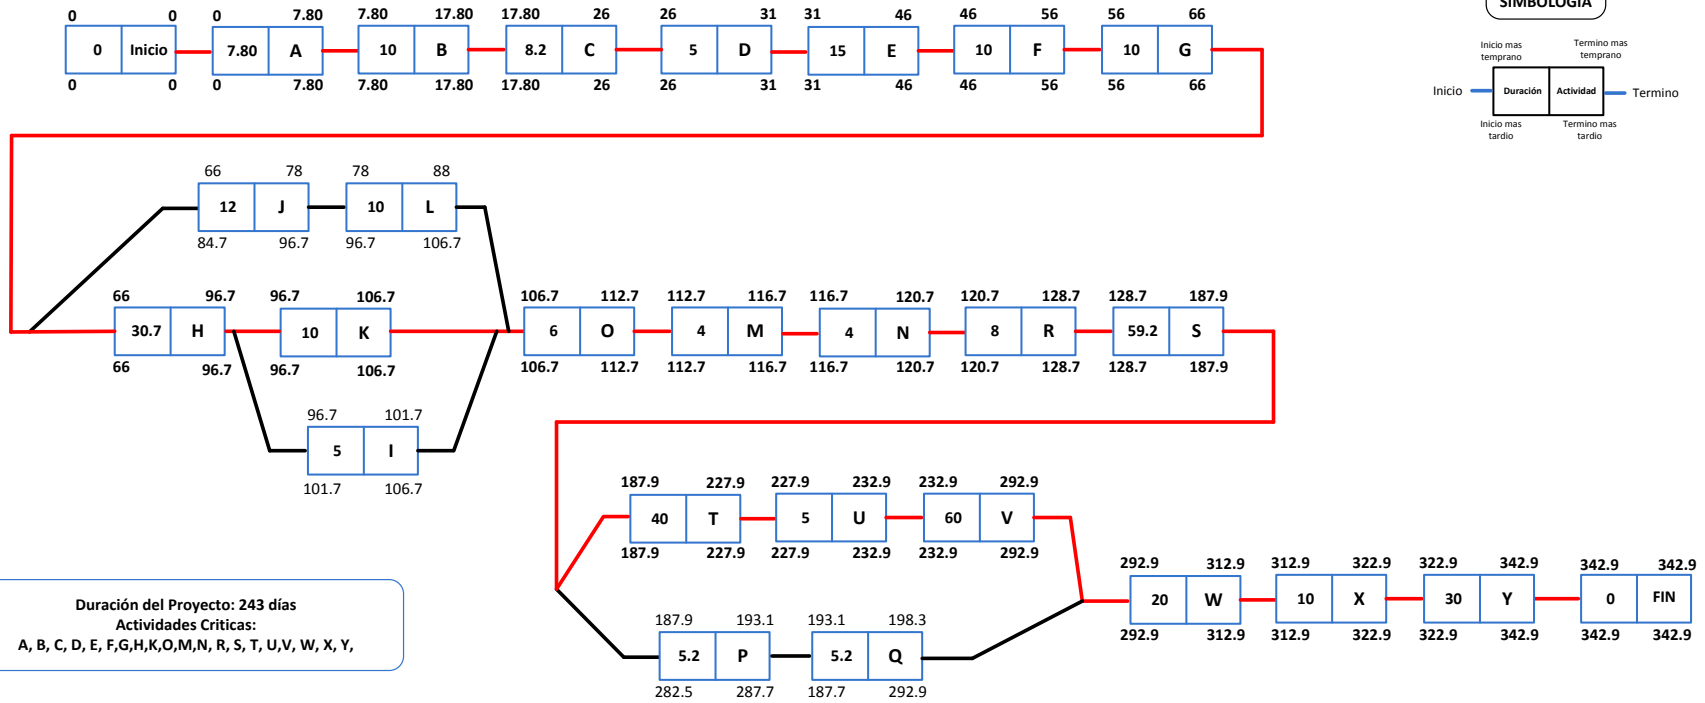 SIMBOLOGIA
0 0 0 7.80 7.80 17.80 17.80 26 26 31 31 46 46 56 56 66
0 Inicio 7.80 A 10 B 8.2 C 5 D 15 E 10 F 10 G
0 0 0 7.80 7.80 17.80 17.80 26 26 31 31 46 46 56 56 66
Inicio mas temprano
Termino mas temprano
Inicio Duración Actividad Termino
Inicio mas tardio
Termino mas tardio
66 78 78 88
12 J 10 L
84.7 96.7 96.7 106.7
66 96.7 96.7 106.7 106.7 112.7 112.7 116.7 116.7 120.7 120.7 128.7 128.7 187.9
30.7 H 10 K 6 O 4 M 4 N 8 R 59.2 S
66 96.7 96.7 106.7 106.7 112.7 112.7 116.7 116.7 120.7 120.7 128.7 128.7 187.9
96.7 101.7
5 I
101.7 106.7
187.9 227.9 227.9 232.9 232.9 292.9
40 T 5 U 60 V
187.9 227.9 227.9 232.9 232.9 292.9
292.9 312.9 312.9 322.9 322.9 342.9 342.9 342.9
20 W 10 X 30 Y 0 FIN
292.9 312.9 312.9 322.9 322.9 342.9 342.9 342.9
187.9 193.1 193.1 198.3
5.2 P 5.2 Q
282.5 287.7 187.7 292.9
Duración del Proyecto: 243 días
Actividades Criticas:
A, B, C, D, E, F,G,H,K,O,M,N, R, S, T, U,V, W, X, Y,